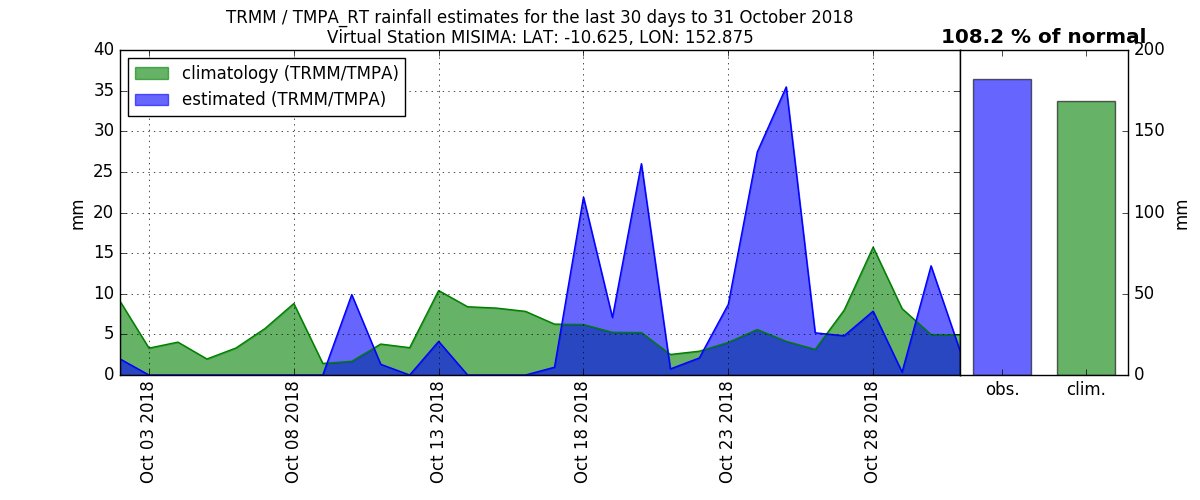 TRMM / TMPA_RT rainfall estimates for the last 30 days to 31 October 2018
Virtual Station MISIMA: LAT: -10.625, LON: 152.875
108.2 % of normal
climatology (TRMM/TMPA)
estimated (TRMM/TMPA)
40
35
30
25
20
15
10
5
0
mm
Oct 03 2018
Oct 08 2018
Oct 13 2018
Oct 18 2018
Oct 23 2018
Oct 28 2018
200
150
100
50
0
mm
obs.
clim.